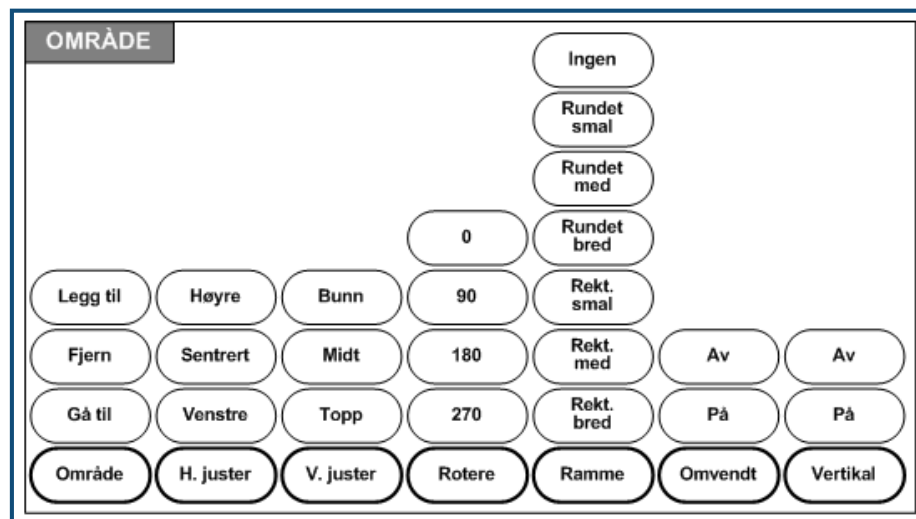 OMRÀDE
Ingen
Rundet
smal
Rundet
med
0
Rundet
bred
Legg til
Høyre
Bunn
90
Rekt.
smal
Fjern
Sentrert
Midt
180
Rekt.
med
Av
Av
Gå til
Venstre
Topp
270
Rekt.
bred
På
På
Område
H. juster
V. juster
Rotere
Ramme
Omvendt
Vertikal